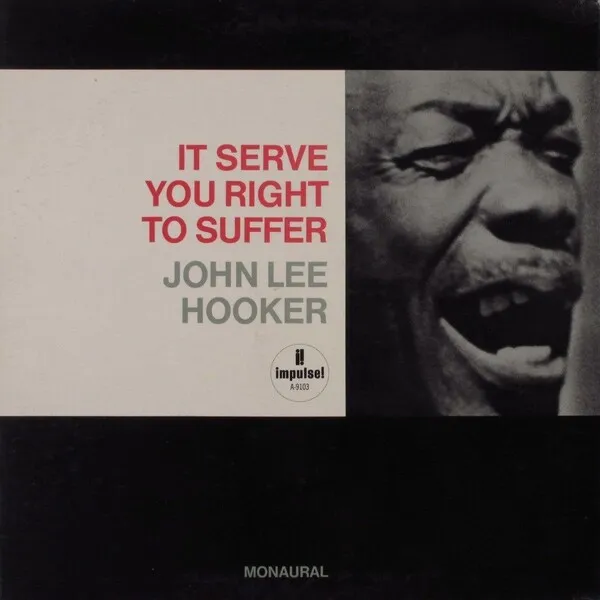 IT SERVE
YOU RIGHT
TO SUFFER
JOHN LEE
HOOKER
i!
impulse!
A-9103
MONAURAL